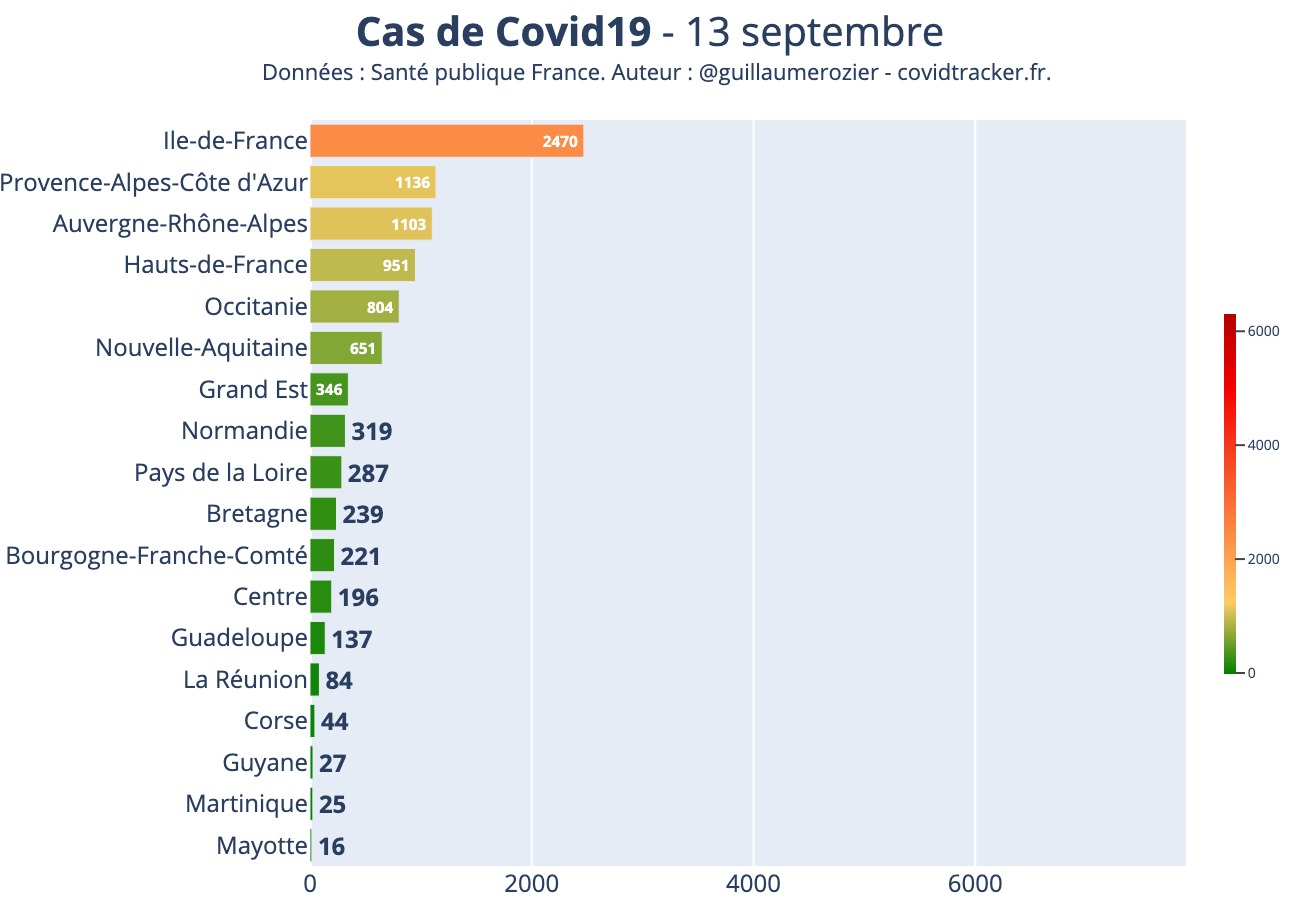 Cas de Covid19 - 13 septembre
Données : Santé publique France. Auteur : @guillaumerozier - covidtracker.fr.
Ile-de-France 2470
Provence-Alpes-Côte d'Azur 1136
Auvergne-Rhône-Alpes 1103
Hauts-de-France 951
Occitanie 804
Nouvelle-Aquitaine 651
Grand Est 346
Normandie 319
Pays de la Loire 287
Bretagne 239
Bourgogne-Franche-Comté 221
Centre 196
Guadeloupe 137
La Réunion 84
Corse 44
Guyane 27
Martinique 25
Mayotte 16
0 2000 4000 6000
6000
4000
2000
0